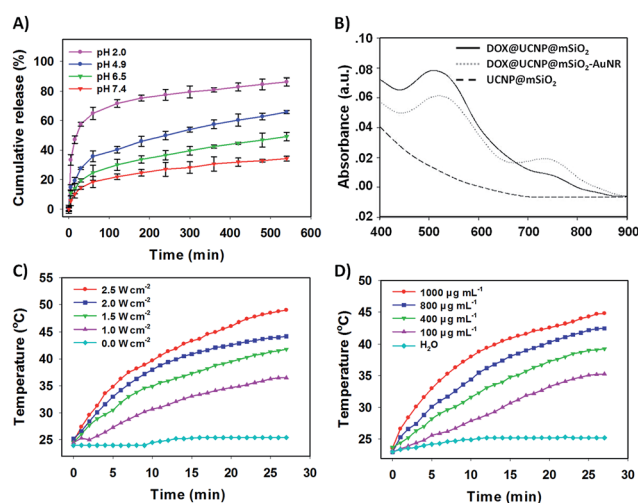 A)
Cumulative release (%)
100
80
60
40
20
0
pH 2.0
pH 4.9
pH 6.5
pH 7.4
0 100 200 300 400 500 600
Time (min)
B)
Absorbance (a.u.)
.10
.08
.06
.04
.02
.00
.02
DOX@UCNP@mSiO₂
DOX@UCNP@mSiO₂-AuNR
UCNP@mSiO₂
400 500 600 700 800 900
C)
Temperature (ºC)
50
45
40
35
30
25
20
2.5 W cm⁻²
2.0 W cm⁻²
1.5 W cm⁻²
1.0 W cm⁻²
0.0 W cm⁻²
0 5 10 15 20 25 30
Time (min)
D)
Temperature (ºC)
45
35
25
15
1000 µg mL⁻¹
800 µg mL⁻¹
400 µg mL⁻¹
100 µg mL⁻¹
H₂O
0 5 10 15 20 25 30
Time (min)